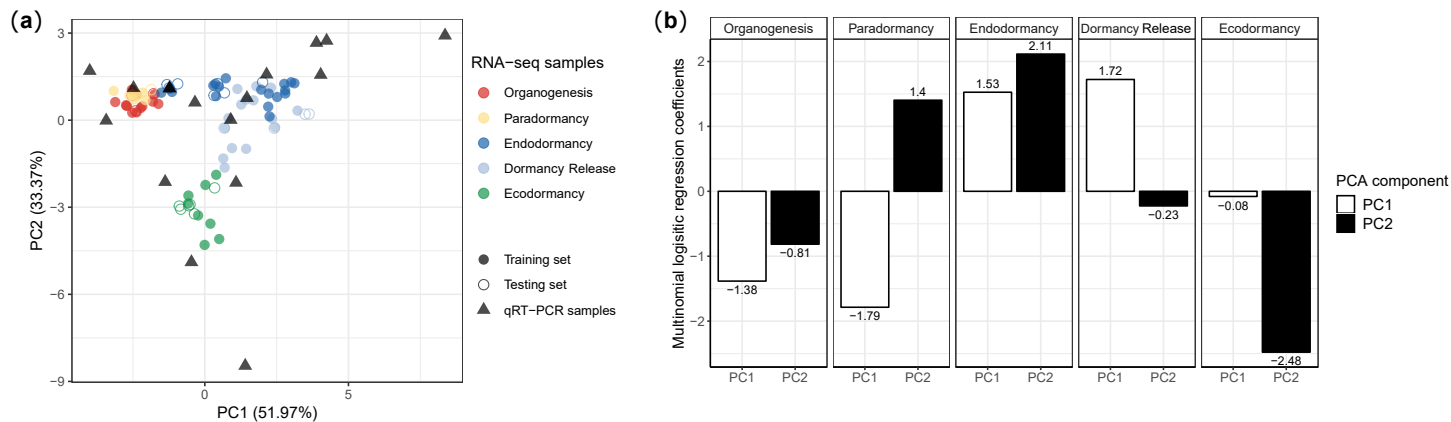 (a)
3
0
−3
−6
−9
0
5
PC2 (33.37%)
PC1 (51.97%)
RNA−seq samples
Organogenesis
Paradormancy
Endodormancy
Dormancy Release
Ecodormancy
Training set
Testing set
qRT−PCR samples
(b)
Multinomial logisitic regression coefficients
2
1
0
−1
−2
Organogenesis
Paradormancy
Endodormancy
Dormancy Release
Ecodormancy
−1.38
−0.81
−1.79
1.4
1.53
2.11
1.72
−0.23
−0.08
−2.48
PC1 PC2
PC1 PC2
PC1 PC2
PC1 PC2
PC1 PC2
PCA component
PC1
PC2